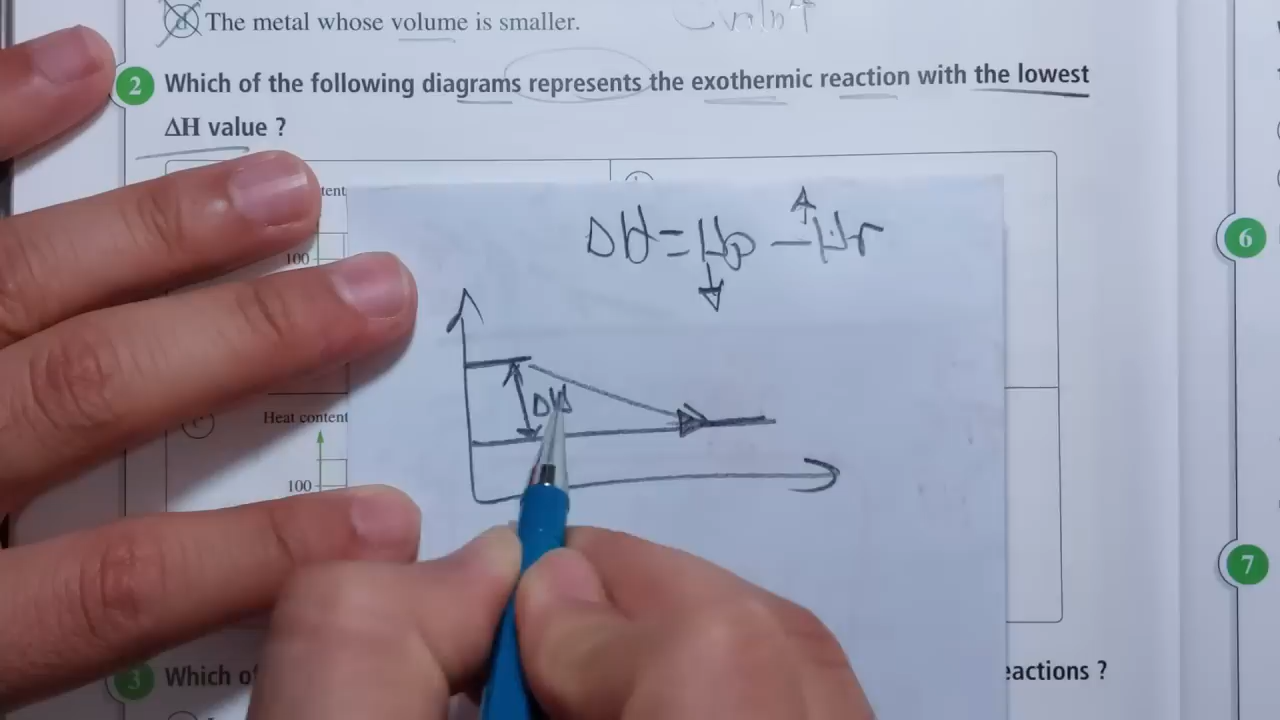 d The metal whose volume is smaller.
2 Which of the following diagrams represents the exothermic reaction with the lowest
ΔH value ?
tent
ΔH = Hp - Hr
100
ΔH
Heat content
100
6
7
3 Which of
eactions ?